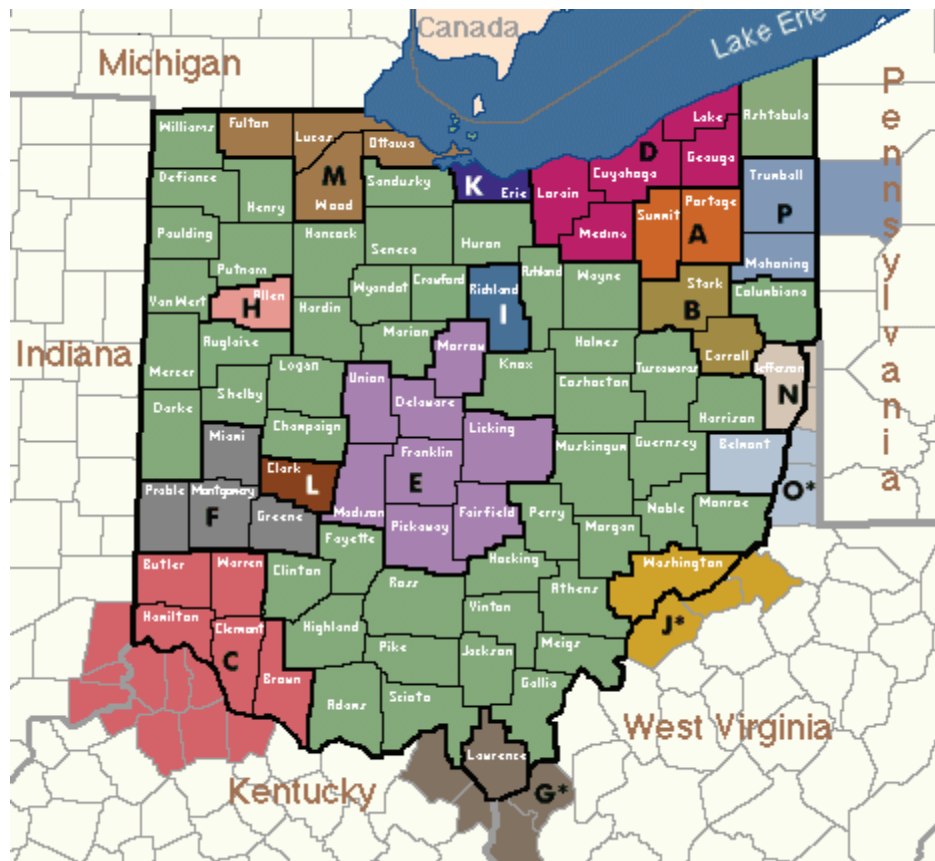 Canada
Lake Erie
Michigan
Pennsylvania
Indiana
Kentucky
West Virginia
Williams
Fulton
Lucas
Ottawa
Lake
Ashtabula
Defiance
Henry
M
Wood
Sandusky
K
Erie
Lorain
D
Cuyahoga
Geauga
Trumball
Paulding
Putnam
Hancock
Seneca
Huron
Medina
Summit
Portage
A
P
Mahoning
Van Wert
H
Allen
Hardin
Wyandot
Crawford
Richland
I
Ashland
Wayne
Stark
B
Columbiana
Auglaize
Marian
Morrow
Knox
Holmes
Carroll
Jefferson
N
Mercer
Shelby
Logan
Union
Delaware
Coshocton
Tuscawaras
Harrison
Darke
Miami
Champaign
Licking
Muskingum
Guernsey
Belmont
O*
Clark
L
Franklin
E
Preble
Montgomery
F
Greene
Madison
Pickaway
Fairfield
Perry
Morgan
Noble
Monroe
Fayette
Hocking
Washington
Butler
Warren
Clinton
Ross
Athens
Hamilton
Clemont
C
Highland
Vinton
Pike
Jackson
Meigs
J*
Brown
Adams
Scioto
Gallia
Lawrence
G*